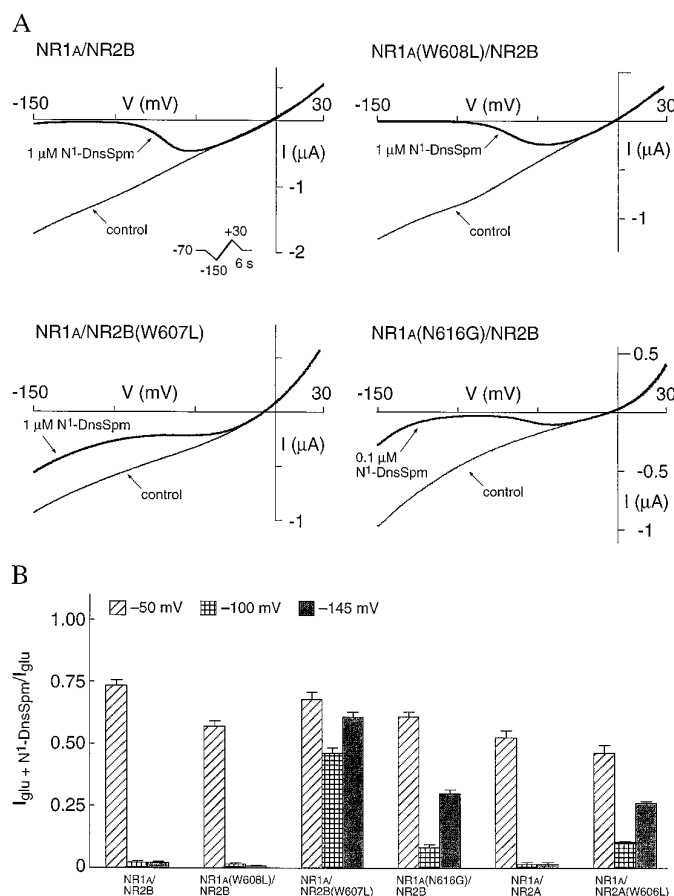 A
NR1A/NR2B
NR1A(W608L)/NR2B
-150
V (mV)
30
1 µM N¹-DnsSpm
I (µA)
-1
control
+30
-70
-150
6 s
-2
-150
V (mV)
30
1 µM N¹-DnsSpm
I (µA)
-1
control
NR1A/NR2B(W607L)
NR1A(N616G)/NR2B
-150
V (mV)
30
1 µM N¹-DnsSpm
I (µA)
control
-1
0.5
-150
V (mV)
30
0.1 µM
N¹-DnsSpm
control
-0.5
I (µA)
-1
B
–50 mV
–100 mV
–145 mV
I glu + N¹-DnsSpm/I glu
1.00
0.75
0.50
0.25
0
NR1A/
NR2B
NR1A(W608L)/
NR2B
NR1A/
NR2B(W607L)
NR1A(N616G)/
NR2B
NR1A/
NR2A
NR1A/
NR2A(W606L)